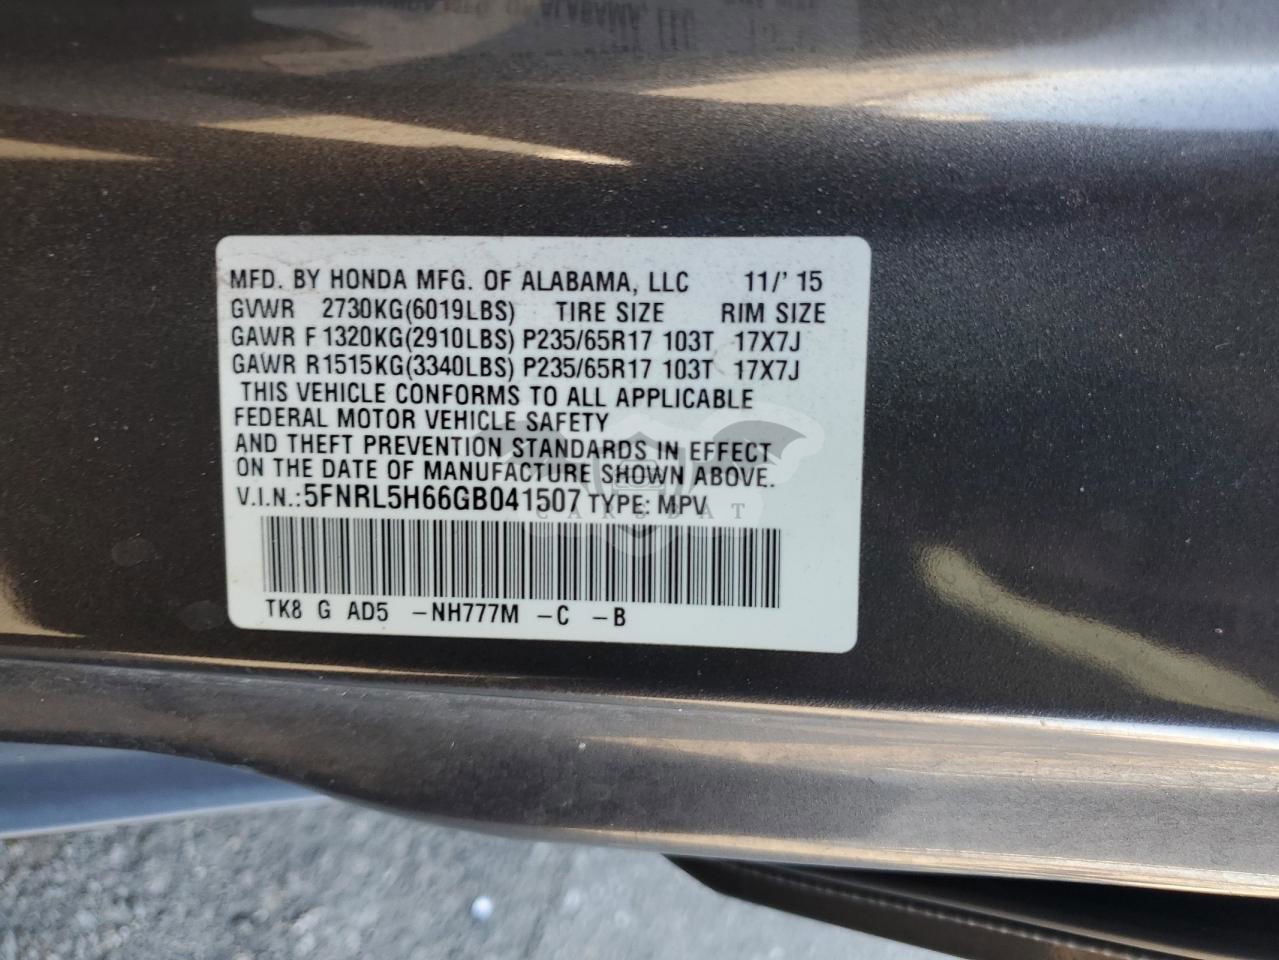 MFD. BY HONDA MFG. OF ALABAMA, LLC 11/' 15
GVWR 2730KG(6019LBS) TIRE SIZE RIM SIZE
GAWR F 1320KG(2910LBS) P235/65R17 103T 17X7J
GAWR R1515KG(3340LBS) P235/65R17 103T 17X7J
THIS VEHICLE CONFORMS TO ALL APPLICABLE
FEDERAL MOTOR VEHICLE SAFETY
AND THEFT PREVENTION STANDARDS IN EFFECT
ON THE DATE OF MANUFACTURE SHOWN ABOVE.
V.I.N.:5FNRL5H66GB041507 TYPE: MPV
CARSDAT
TK8 G AD5 -NH777M -C -B